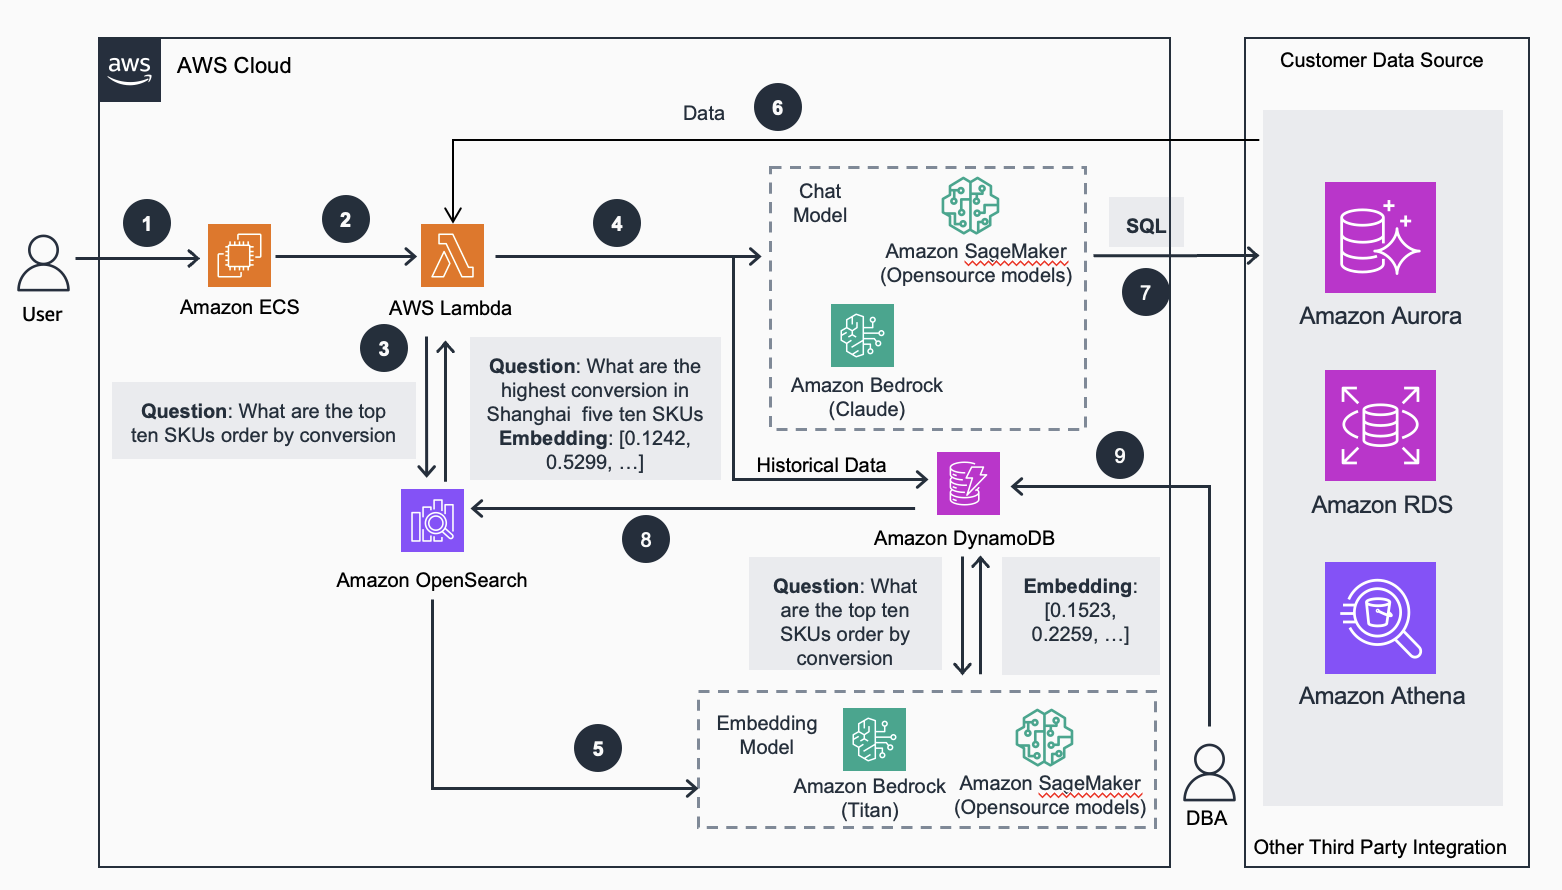 aws
AWS Cloud
Customer Data Source
Data
6
1
2
4
Chat
Model
Amazon SageMaker
(Opensource models)
SQL
7
User
Amazon ECS
AWS Lambda
Amazon Bedrock
(Claude)
Amazon Aurora
3
Question: What are the top
ten SKUs order by conversion
Question: What are the
highest conversion in
Shanghai five ten SKUs
Embedding: [0.1242,
0.5299, ...]
Historical Data
9
Amazon RDS
8
Amazon DynamoDB
Amazon OpenSearch
Question: What
are the top ten
SKUs order by
conversion
Embedding:
[0.1523,
0.2259, ...]
Amazon Athena
5
Embedding
Model
Amazon Bedrock
(Titan)
Amazon SageMaker
(Opensource models)
DBA
Other Third Party Integration